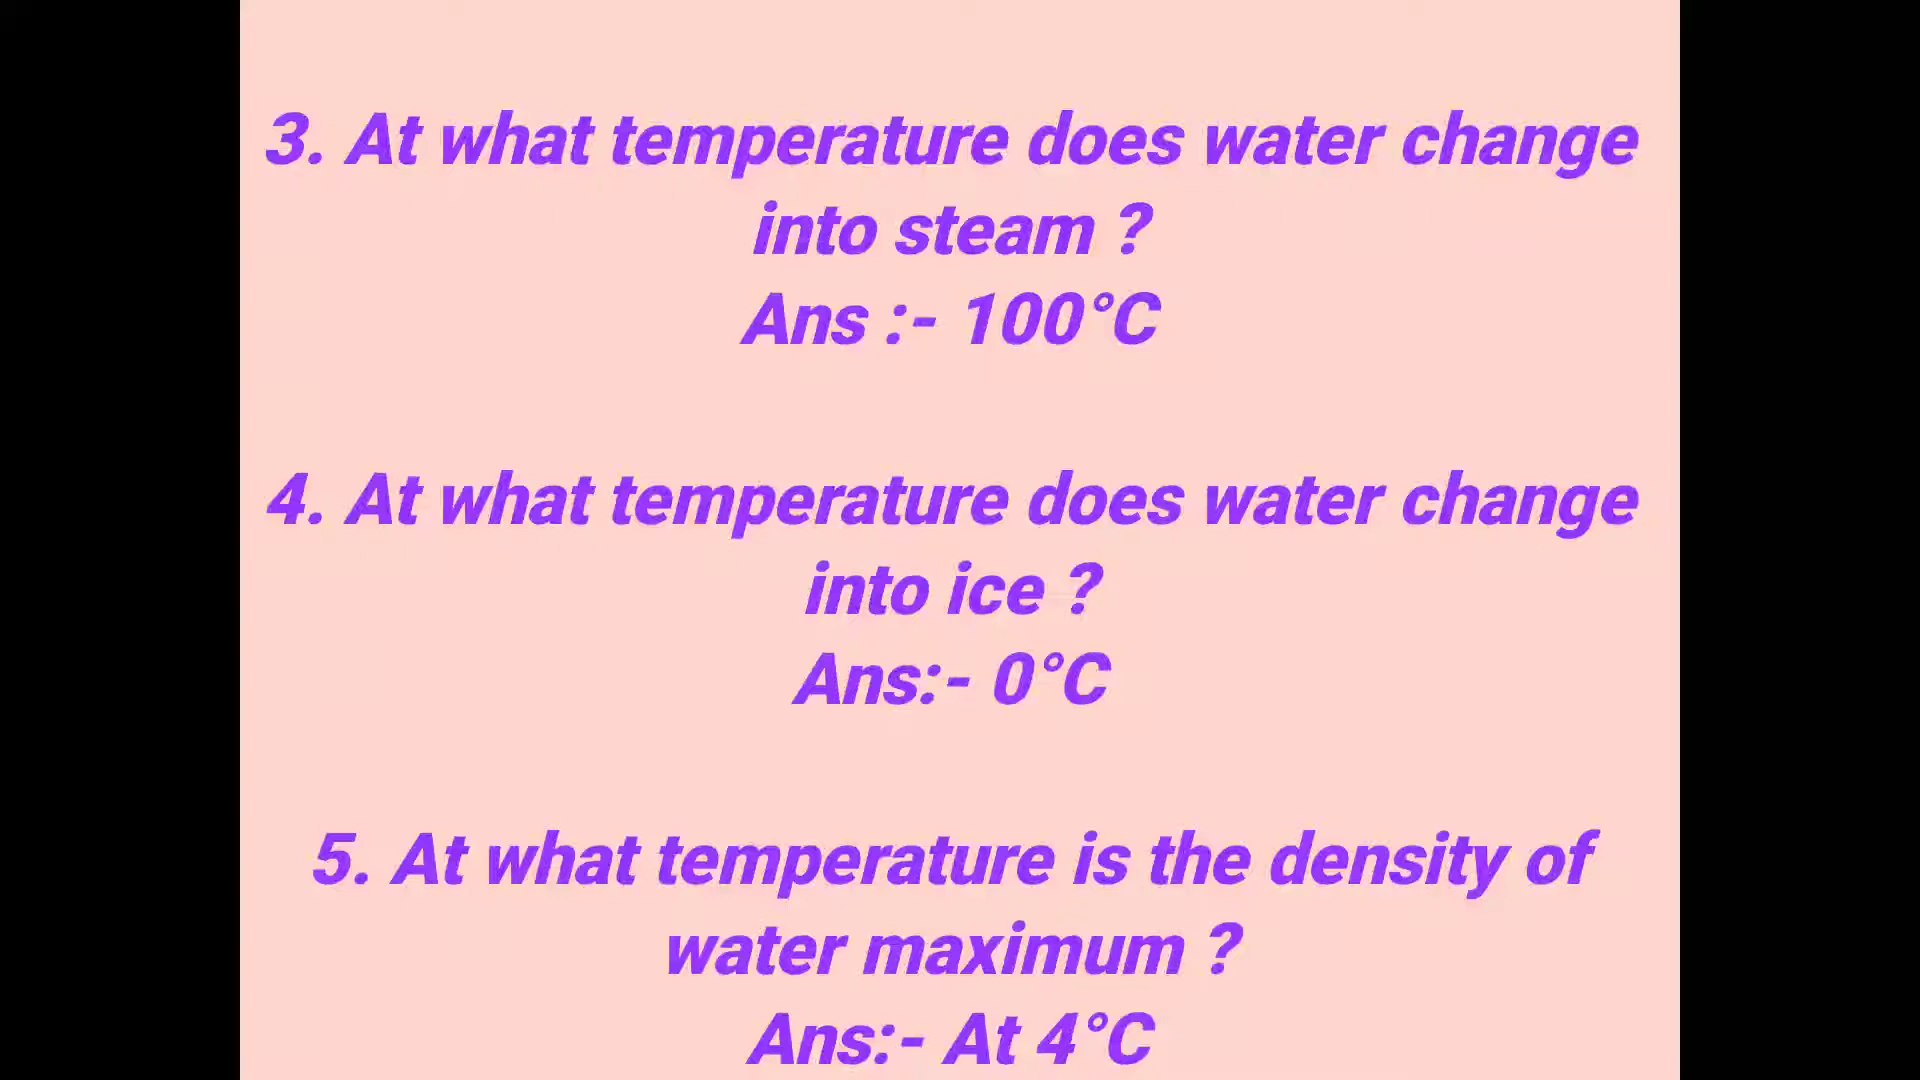 3. At what temperature does water change
into steam ?
Ans :- 100°C
4. At what temperature does water change
into ice ?
Ans:- 0°C
5. At what temperature is the density of
water maximum ?
Ans:- At 4°C